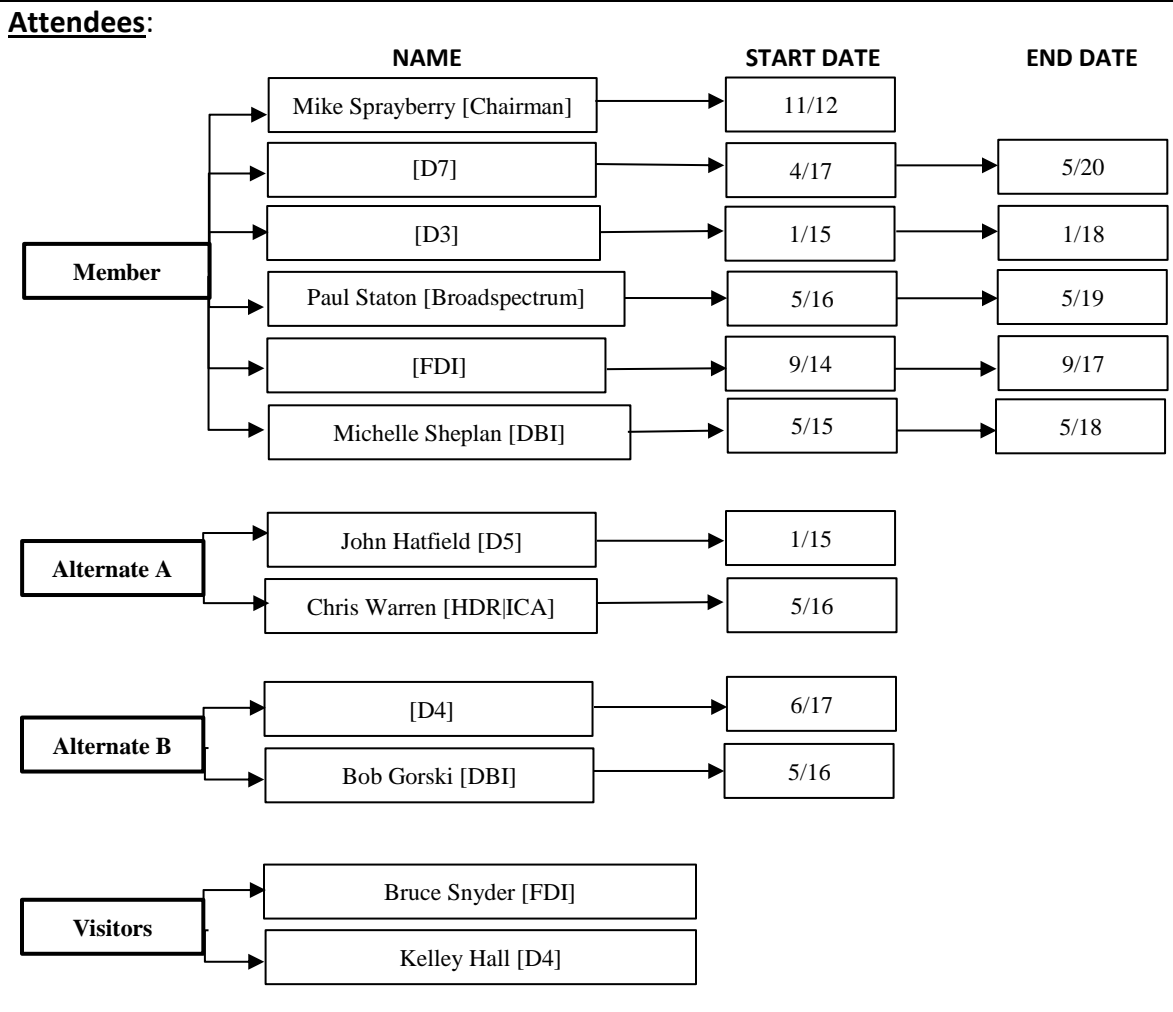 Attendees:
NAME START DATE END DATE
Mike Sprayberry [Chairman] 11/12
[D7] 4/17 5/20
[D3] 1/15 1/18
Member
Paul Staton [Broadspectrum] 5/16 5/19
[FDI] 9/14 9/17
Michelle Sheplan [DBI] 5/15 5/18
John Hatfield [D5] 1/15
Alternate A
Chris Warren [HDR|ICA] 5/16
[D4] 6/17
Alternate B
Bob Gorski [DBI] 5/16
Bruce Snyder [FDI]
Visitors
Kelley Hall [D4]